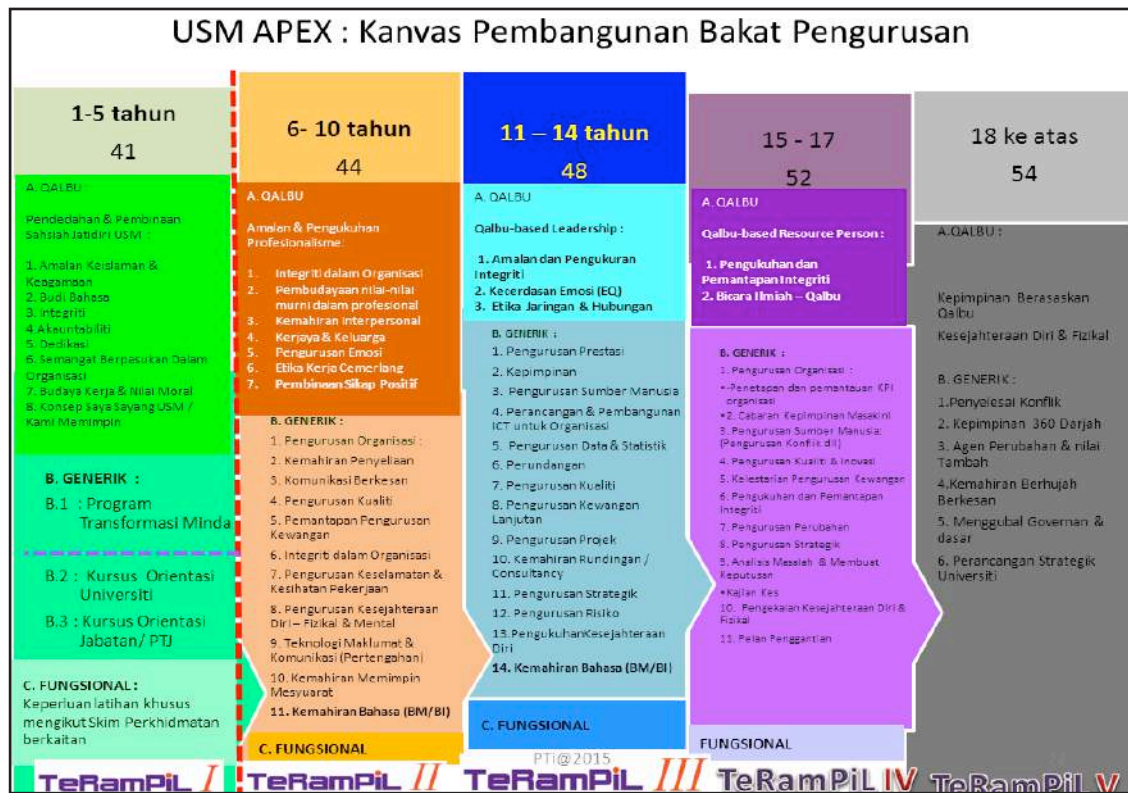 USM APEX : Kanvas Pembangunan Bakat Pengurusan
1-5 tahun
41
A. QALBU :
Pendedahan & Pembinaan
Sahsiah Jatidiri USM :
1. Amalan Keislaman &
Keagamaan
2. Budi Bahasa
3. Integriti
4. Akauntabiliti
5. Dedikasi
6. Semangat Berpasukan Dalam
Organisasi
7. Budaya Kerja & Nilai Moral
8. Konsep Saya Sayang USM /
Kami Memimpin
B. GENERIK :
B.1 : Program
Transformasi Minda
B.2 : Kursus Orientasi
Universiti
B.3 : Kursus Orientasi
Jabatan/ PTJ
C. FUNGSIONAL :
Keperluan latihan khusus
mengikut Skim Perkhidmatan
berkaitan
TeRamPiL I
6- 10 tahun
44
A. QALBU
Amalan & Pengukuhan
Profesionalisme:
1. Integriti dalam Organisasi
2. Pembudayaan nilai-nilai
murni dalam profesional
3. Kemahiran Interpersonal
4. Kerjaya & Keluarga
5. Pengurusan Emosi
6. Etika Kerja Cemerlang
7. Pembinaan Sikap Positif
B. GENERIK :
1. Pengurusan Organisasi :
2. Kemahiran Penyeliaan
3. Komunikasi Berkesan
4. Pengurusan Kualiti
5. Pemantapan Pengurusan
Kewangan
6. Integriti dalam Organisasi
7. Pengurusan Keselamatan &
Kesihatan Pekerjaan
8. Pengurusan Kesejahteraan
Diri – Fizikal & Mental
9. Teknologi Maklumat &
Komunikasi (Pertengahan)
10. Kemahiran Memimpin
Mesyuarat
11. Kemahiran Bahasa (BM/BI)
C. FUNGSIONAL
TeRamPiL II
11 – 14 tahun
48
A. QALBU
Qalbu-based Leadership :
1. Amalan dan Pengukuran
Integriti
2. Kecerdasan Emosi (EQ)
3. Etika Jaringan & Hubungan
B. GENERIK :
1. Pengurusan Prestasi
2. Kepimpinan
3. Pengurusan Sumber Manusia
4. Perancangan & Pembangunan
ICT untuk Organisasi
5. Pengurusan Data & Statistik
6. Perundangan
7. Pengurusan Kualiti
8. Pengurusan Kewangan
Lanjutan
9. Pengurusan Projek
10. Kemahiran Rundingan /
Consultancy
11. Pengurusan Strategik
12. Pengurusan Risiko
13.PengukuhanKesejahteraan
Diri
14. Kemahiran Bahasa (BM/BI)
C. FUNGSIONAL
PTI@2015
TeRamPiL III
15 - 17
52
A. QALBU
Qalbu-based Resource Person :
1. Pengukuhan dan
Pemantapan Integriti
2. Bicara Ilmiah – Qalbu
B. GENERIK :
1. Pengurusan Organisasi :
•-Penetapan dan pemantauan KPI
organisasi
•2. Cabaran Kepimpinan Masakini
3. Pengurusan Sumber Manusia:
(Pengurusan Konflik dll)
4. Pengurusan Kualiti & Inovasi
5. Kelestarian Pengurusan Kewangan
6. Pengukuhan dan Pemantapan
Integriti
7. Pengurusan Perubahan
8. Pengurusan Strategik
9. Analisis Masalah & Membuat
Keputusan
•Kajian Kes
10. Pengekalan Kesejahteraan Diri &
Fizikal
11. Pelan Penggantian
FUNGSIONAL
TeRamPiL IV
18 ke atas
54
A.QALBU :
Kepimpinan Berasaskan
Qalbu
Kesejahteraan Diri & Fizikal
B. GENERIK :
1.Penyelesai Konflik
2. Kepimpinan 360 Darjah
3. Agen Perubahan & nilai
Tambah
4.Kemahiran Berhujah
Berkesan
5. Menggubal Governan &
dasar
6. Perancangan Strategik
Universiti
TeRamPiL V